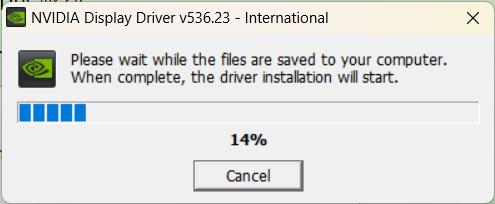 NVIDIA Display Driver v536.23 - International
Please wait while the files are saved to your computer.
When complete, the driver installation will start.
14%
Cancel